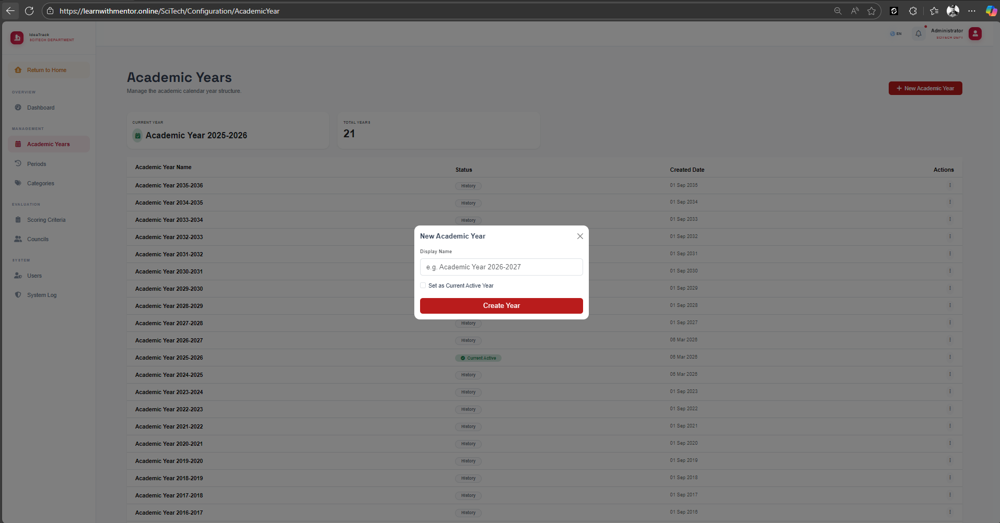 https://learnwithmentor.online/SciTech/Configuration/AcademicYear
IdeaTrack
SCITECH DEPARTMENT
EN
Administrator
SCITECH DEPT
Return to Home
OVERVIEW
Dashboard
MANAGEMENT
Academic Years
Periods
Categories
EVALUATION
Scoring Criteria
Councils
SYSTEM
Users
System Log
Academic Years
Manage the academic calendar year structure.
New Academic Year
CURRENT YEAR
Academic Year 2025-2026
TOTAL YEARS
21
Academic Year Name Status Created Date Actions
Academic Year 2035-2036 History 01 Sep 2035
Academic Year 2034-2035 History 01 Sep 2034
Academic Year 2033-2034 History 01 Sep 2033
Academic Year 2032-2033 01 Sep 2032
Academic Year 2031-2032 01 Sep 2031
Academic Year 2030-2031 01 Sep 2030
Academic Year 2029-2030 01 Sep 2029
Academic Year 2028-2029 01 Sep 2028
Academic Year 2027-2028 History 01 Sep 2027
Academic Year 2026-2027 History 06 Mar 2026
Academic Year 2025-2026 Current Active 06 Mar 2026
Academic Year 2024-2025 History 06 Mar 2026
Academic Year 2023-2024 History 01 Sep 2023
Academic Year 2022-2023 History 01 Sep 2022
Academic Year 2021-2022 History 01 Sep 2021
Academic Year 2020-2021 History 01 Sep 2020
Academic Year 2019-2020 History 01 Sep 2019
Academic Year 2018-2019 History 01 Sep 2018
Academic Year 2017-2018 History 01 Sep 2017
Academic Year 2016-2017 History 01 Sep 2016
New Academic Year
Display Name
e.g. Academic Year 2026-2027
Set as Current Active Year
Create Year